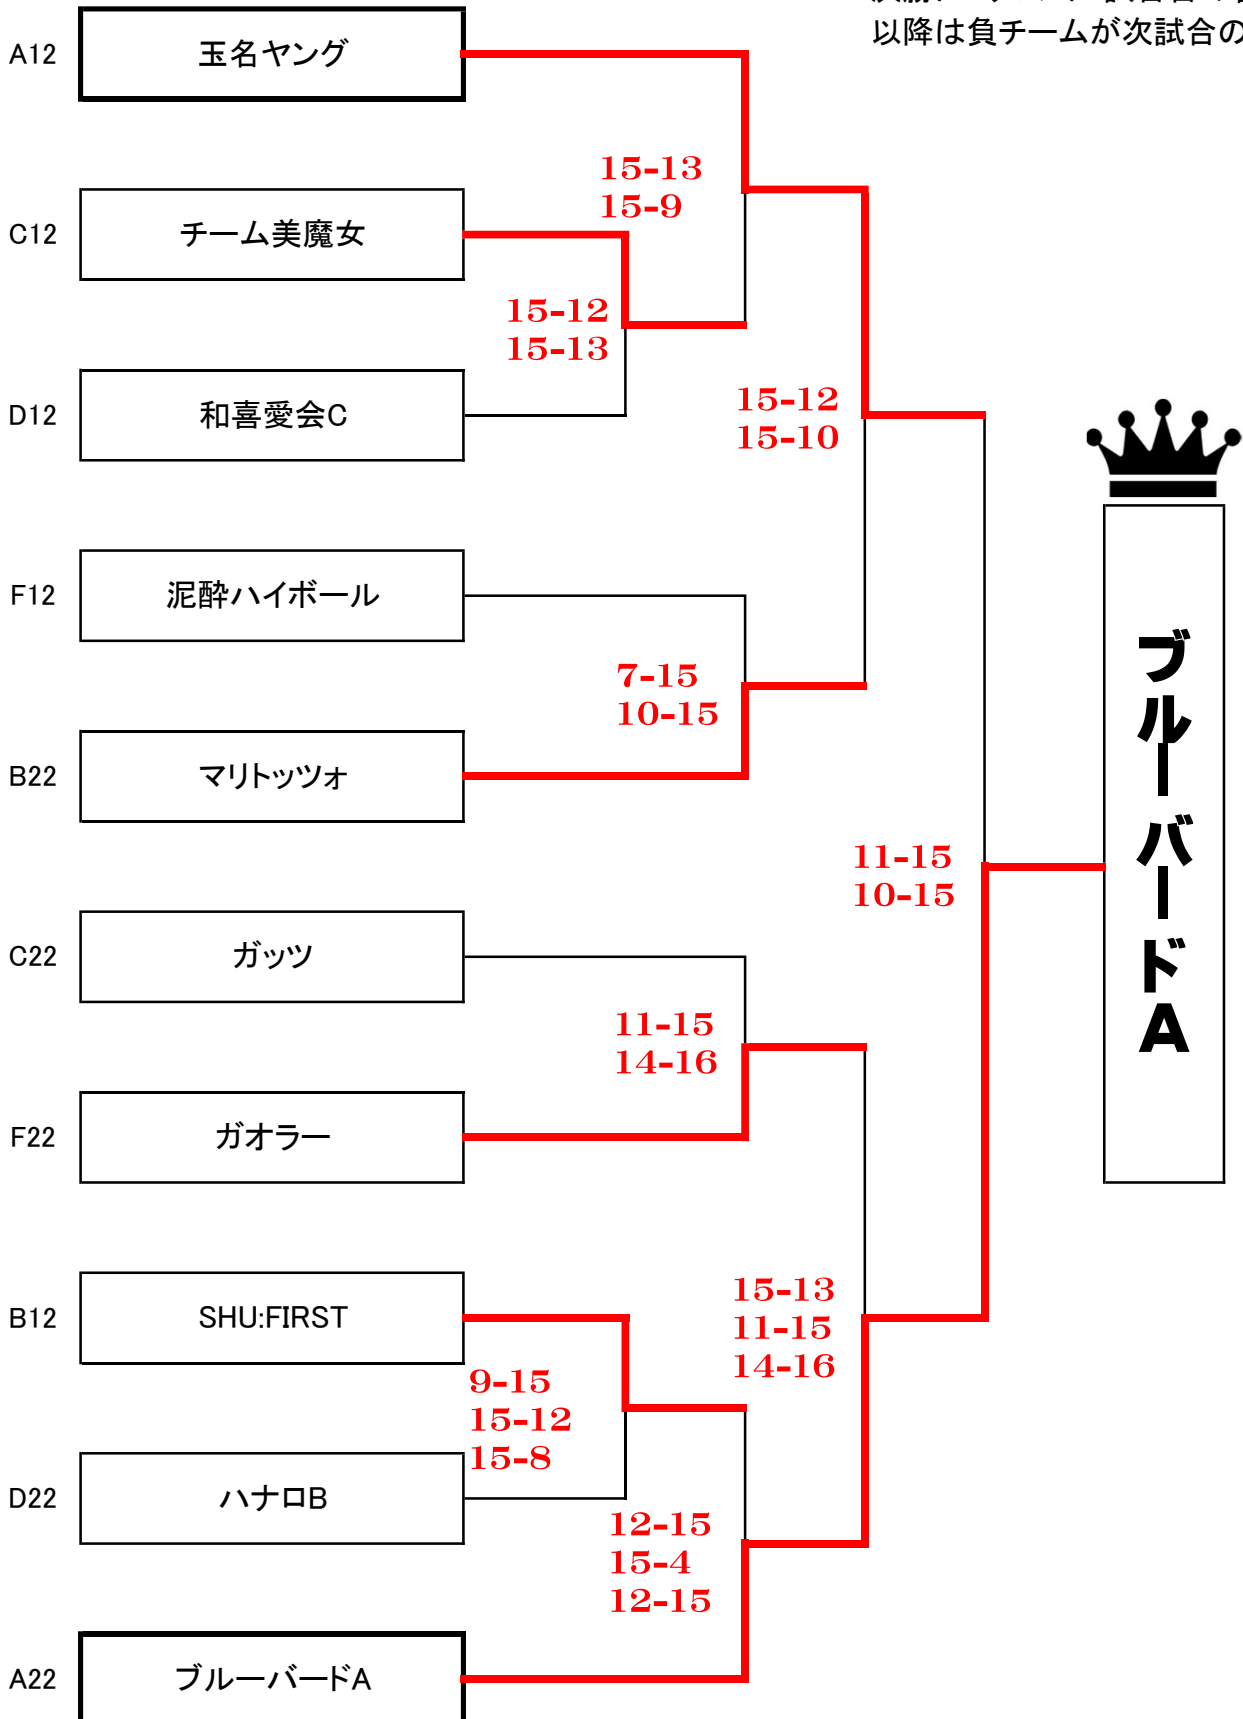 以降は負チームが次試合の
A12
玉名ヤング
15-13
15-9
C12
チーム美魔女
15-12
15-13
D12
和喜愛会C
15-12
15-10
F12
泥酔ハイボール
7-15
10-15
B22
マリトッツォ
ブルーバードA
11-15
10-15
C22
ガッツ
11-15
14-16
F22
ガオラー
B12
SHU:FIRST
15-13
11-15
14-16
9-15
15-12
15-8
D22
ハナロB
12-15
15-4
12-15
A22
ブルーバードA